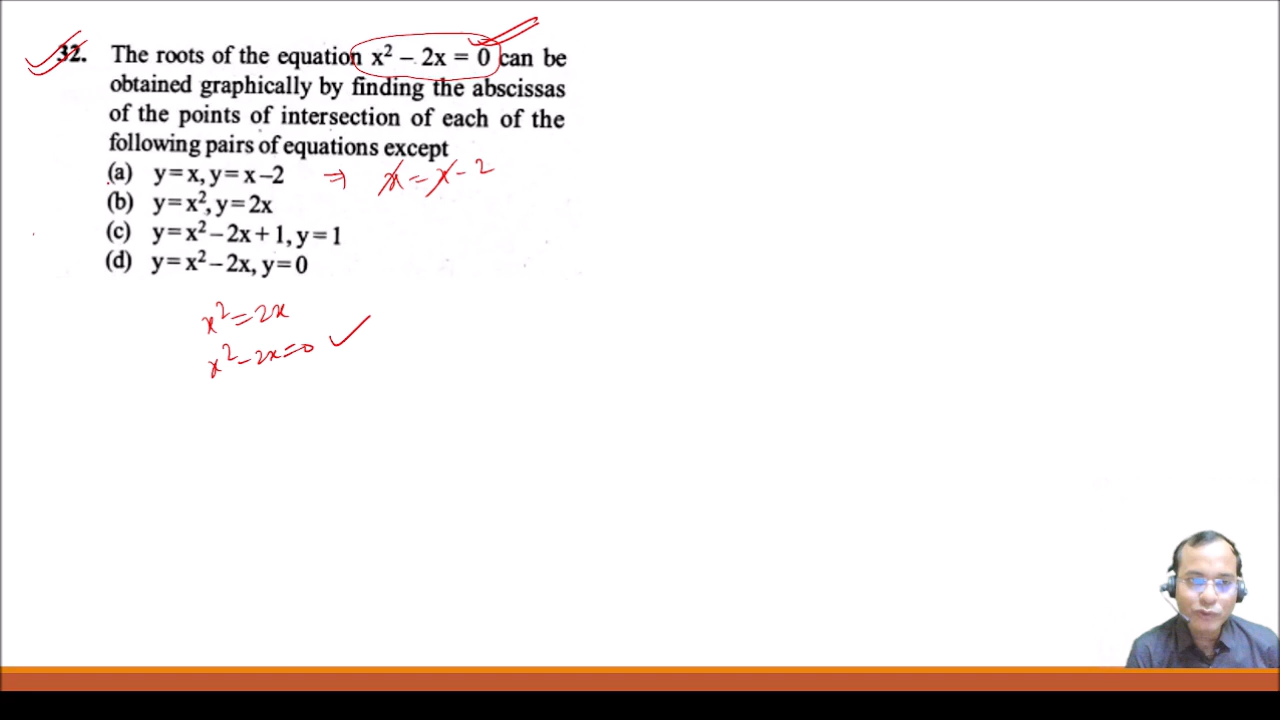 32. The roots of the equation x² – 2x = 0 can be
obtained graphically by finding the abscissas
of the points of intersection of each of the
following pairs of equations except
(a) y=x, y=x–2 ⇒ x = x – 2
(b) y=x², y=2x
(c) y=x²–2x+1, y=1
(d) y=x²–2x, y=0
x² = 2x
x² – 2x = 0